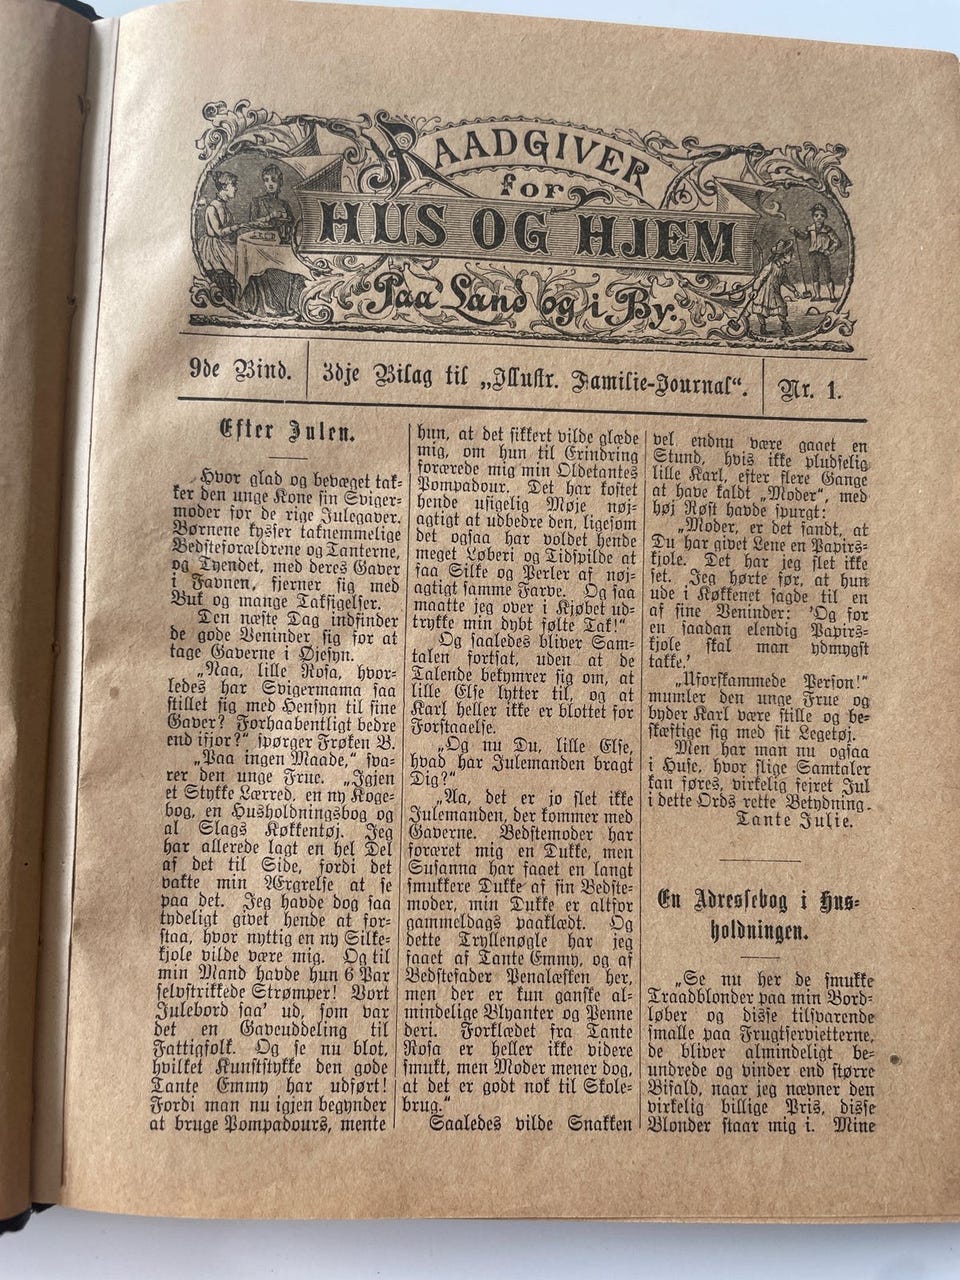 RAADGIVER
for
HUS OG HJEM
Paa Land og i By.
9de Bind.
3dje Bilag til „Illustr. Familie-Journal“.
Nr. 1.
Efter Julen.
Hvor glad og bevæget tak-
ker den unge Kone sin Sviger-
moder for de rige Julegaver.
Børnene kysser taknemmelige
Bedsteforældrene og Tanterne,
og Tyendet, med deres Gaver
i Favnen, fjerner sig med
Buk og mange Taksigelser.
Den næste Dag indfinder
de gode Veninder sig for at
tage Gaverne i Øjesyn.
„Naa, lille Rosa, hvor-
ledes har Svigermama saa
stillet sig med Hensyn til sine
Gaver? Forhaabentligt bedre
end ifjor?“ spørger Frøken B.
„Paa ingen Maade,“ sva-
rer den unge Frue. „Igjen
et Stykke Lærred, en ny Koge-
bog, en Husholdningsbog og
al Slags Køkkentøj. Jeg
har allerede lagt en hel Del
af det til Side, fordi det
vakte min Ærgrelse at se
paa det. Jeg havde dog saa
tydeligt givet hende at for-
staa, hvor nyttig en ny Silke-
kjole vilde være mig. Og til
min Mand havde hun 6 Par
selvstrikkede Strømper! Vort
Julebord saa' ud, som var
det en Gaveuddeling til
Fattigfolk. Og se nu blot,
hvilket Kunststykke den gode
Tante Emmy har udført!
Fordi man nu igjen begynder
at bruge Pompadours, mente
hun, at det sikkert vilde glæde
mig, om hun til Erindring
forærede mig min Oldetantes
Pompadour. Det har kostet
hende usigelig Møje nøj-
agtigt at udbedre den, ligesom
det ogsaa har voldet hende
meget Løberi og Tidspilde at
faa Silke og Perler af nøj-
agtigt samme Farve. Og saa
maatte jeg over i Kjøbet ud-
trykke min dybt følte Tak!“
Og saaledes bliver Sam-
talen fortsat, uden at de
Talende bekymrer sig om, at
lille Else lytter til, og at
Karl heller ikke er blottet for
Forstaaelse.
„Og nu Du, lille Else,
hvad har Julemanden bragt
Dig?“
„Aa, det er jo slet ikke
Julemanden, der kommer med
Gaverne. Bedstemoder har
foræret mig en Dukke, men
Susanna har faaet en langt
smukkere Dukke af sin Bedste-
moder, min Dukke er altfor
gammeldags paaklædt. Og
dette Tryllenøgle har jeg
faaet af Tante Emmy, og af
Bedstefader Penalæsken her,
men der er kun ganske al-
mindelige Blyanter og Penne
deri. Forklædet fra Tante
Rosa er heller ikke videre
smukt, men Moder mener dog,
at det er godt nok til Skole-
brug.“
Saaledes vilde Snakken
vel endnu være gaaet en
Stund, hvis ikke pludselig
lille Karl, efter flere Gange
at have kaldt „Moder“, med
høj Røst havde spurgt:
„Moder, er det sandt, at
Du har givet Lene en Papirs-
kjole. Det har jeg slet ikke
set. Jeg hørte før, at hun
ude i Køkkenet sagde til en
af sine Veninder: 'Og for
en saadan elendig Papirs-
kjole skal man ydmygst
takke.'
„Uforskammede Person!“
mumler den unge Frue og
byder Karl være stille og be-
skæftige sig med sit Legetøj.
Men har man nu ogsaa
i Huse, hvor slige Samtaler
kan føres, virkelig fejret Jul
i dette Ords rette Betydning.
Tante Julie.
En Adressebog i Hus-
holdningen.
„Se nu her de smukke
Traadblonder paa min Bord-
løber og disse tilsvarende
smalle paa Frugtservietterne,
de bliver almindeligt be-
undrede og vinder end større
Bifald, naar jeg nævner den
virkelig billige Pris, disse
Blonder staar mig i. Mine